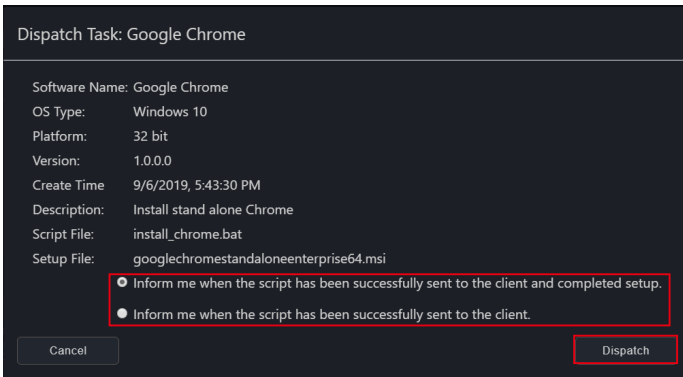 Dispatch Task: Google Chrome
Software Name: Google Chrome
OS Type: Windows 10
Platform: 32 bit
Version: 1.0.0.0
Create Time 9/6/2019, 5:43:30 PM
Description: Install stand alone Chrome
Script File: install_chrome.bat
Setup File: googlechromestandaloneenterprise64.msi
Inform me when the script has been successfully sent to the client and completed setup.
Inform me when the script has been successfully sent to the client.
Cancel Dispatch